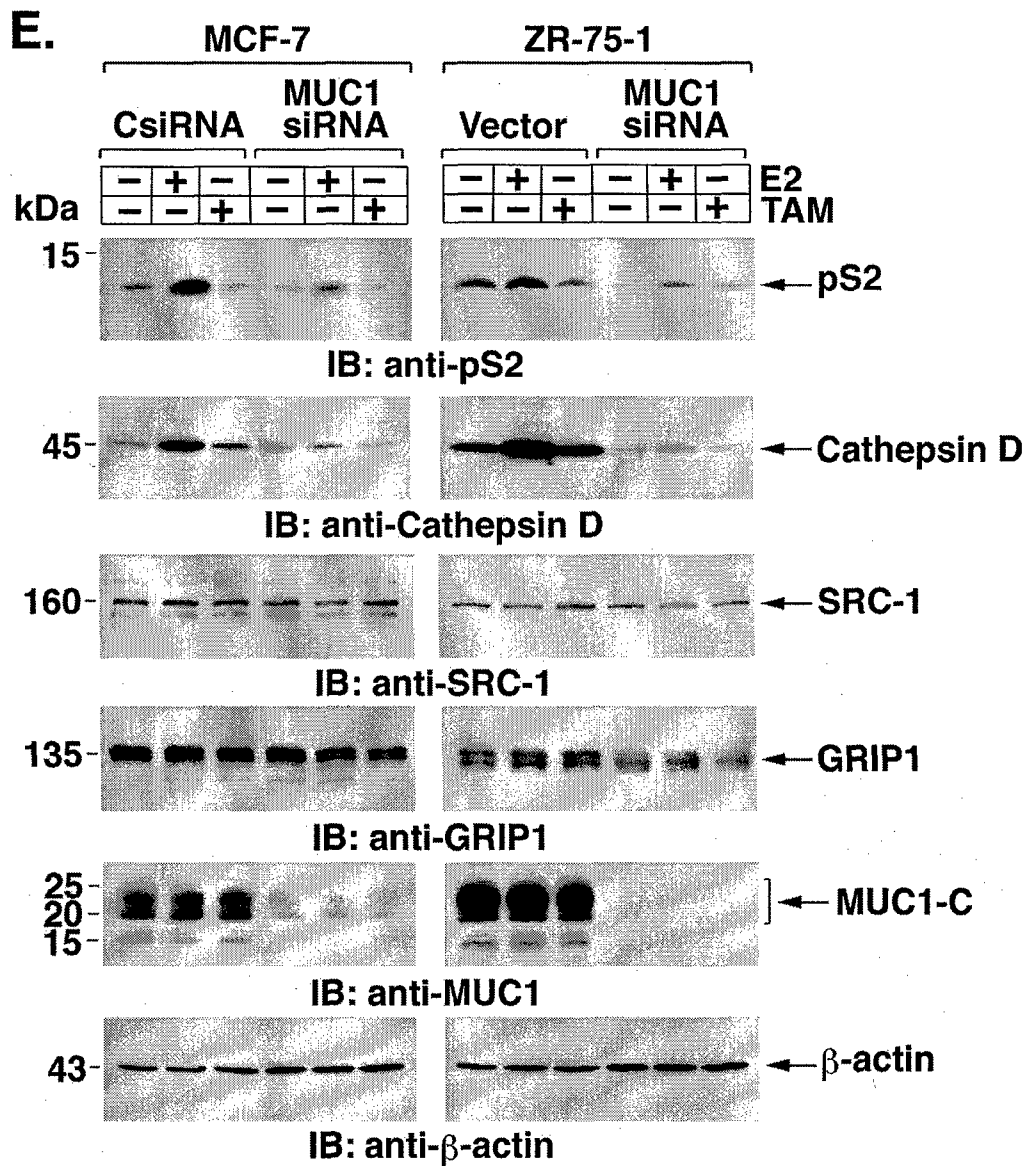 E.
MCF-7 ZR-75-1
CsiRNA MUC1 siRNA Vector MUC1 siRNA
− + − − + − − + − − + − E2
kDa − − + − − + − − + − − + TAM
15 pS2
IB: anti-pS2
45 Cathepsin D
IB: anti-Cathepsin D
160 SRC-1
IB: anti-SRC-1
135 GRIP1
IB: anti-GRIP1
25
20 MUC1-C
15
IB: anti-MUC1
43 β-actin
IB: anti-β-actin